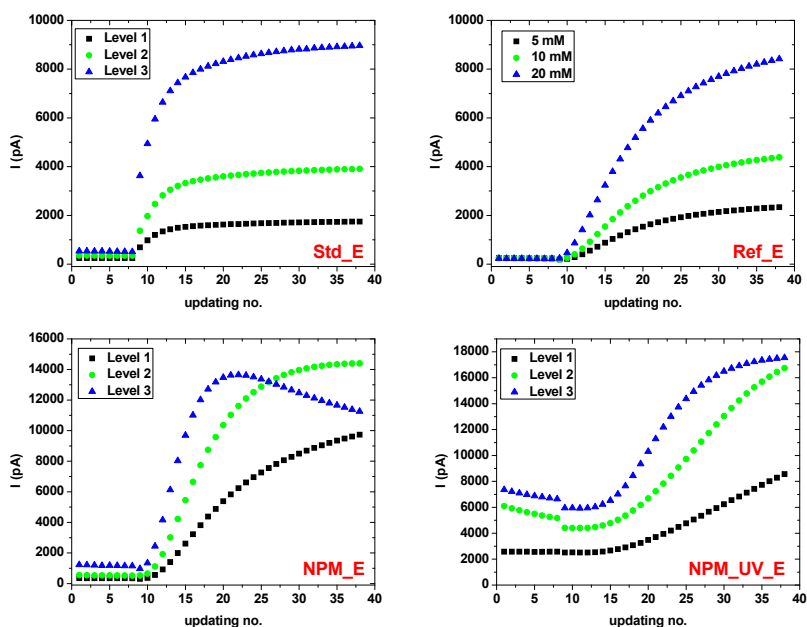 10000
8000
6000
4000
2000
0
I (pA)
Level 1
Level 2
Level 3
Std_E
0 5 10 15 20 25 30 35 40
updating no.
10000
8000
6000
4000
2000
0
I (pA)
5 mM
10 mM
20 mM
Ref_E
0 5 10 15 20 25 30 35 40
updating no.
16000
14000
12000
10000
8000
6000
4000
2000
0
I (pA)
Level 1
Level 2
Level 3
NPM_E
0 5 10 15 20 25 30 35 40
updating no.
18000
16000
14000
12000
10000
8000
6000
4000
2000
0
I (pA)
Level 1
Level 2
Level 3
NPM_UV_E
0 5 10 15 20 25 30 35 40
updating no.